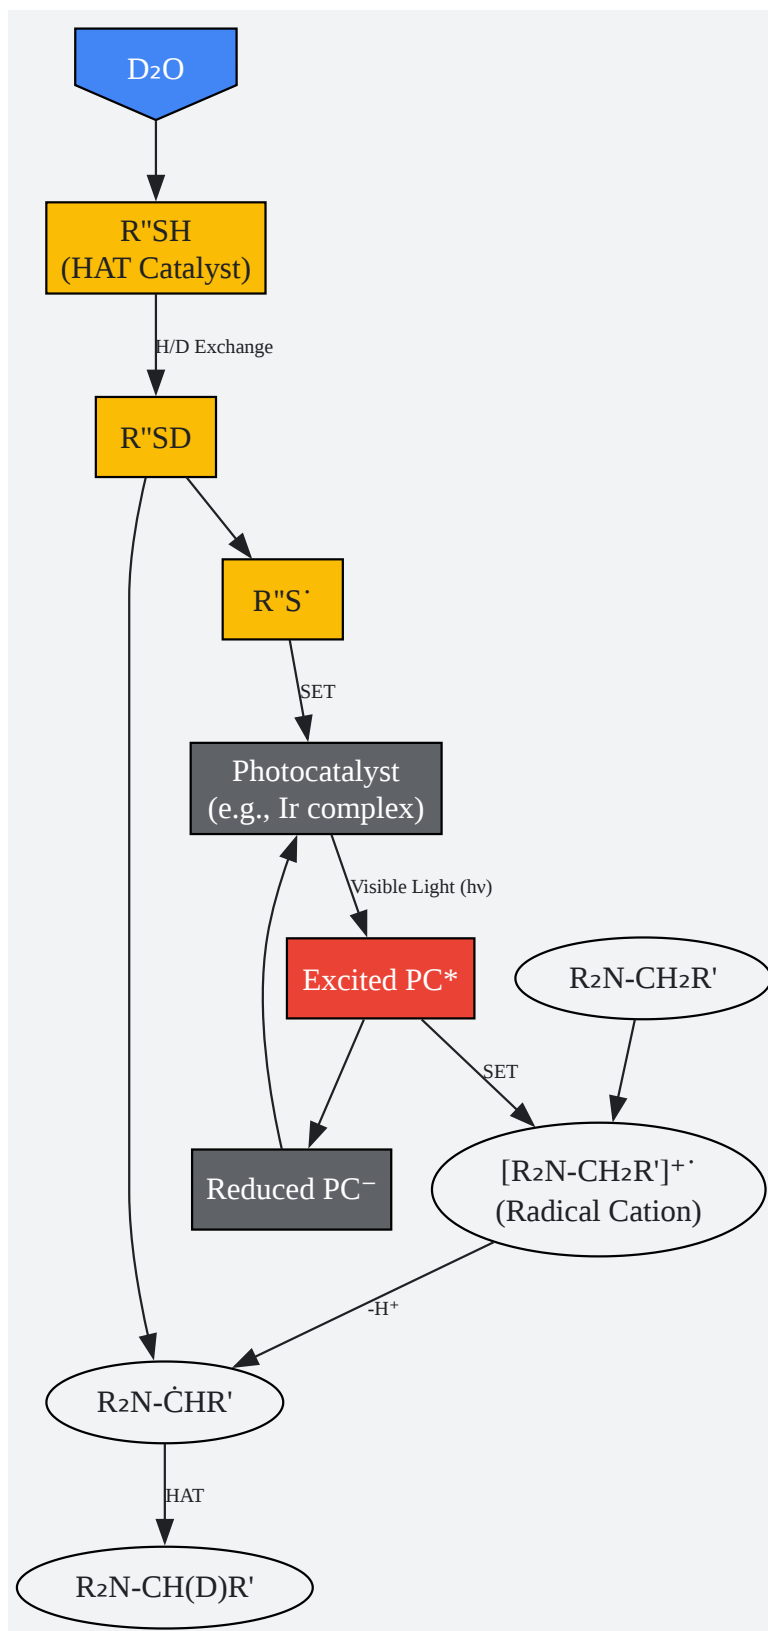 D₂O
R"SH
(HAT Catalyst)
H/D Exchange
R"SD
R"S˙
SET
Photocatalyst
(e.g., Ir complex)
Visible Light (hν)
Excited PC*
R₂N-CH₂R'
SET
Reduced PC⁻
[R₂N-CH₂R']⁺˙
(Radical Cation)
-H⁺
R₂N-ĊHR'
HAT
R₂N-CH(D)R'